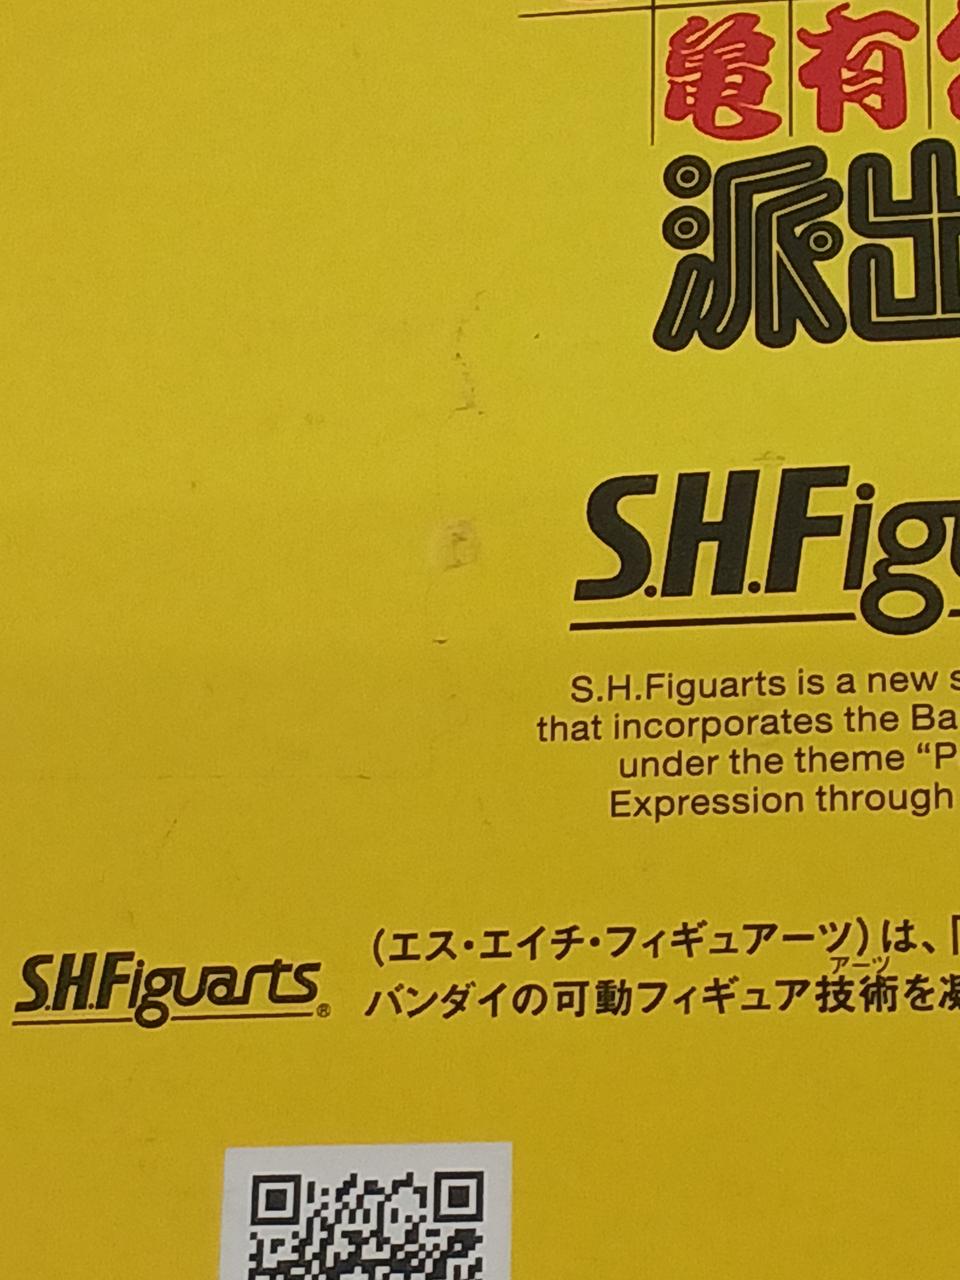 亀有
派出
S.H.Figu
S.H.Figuarts is a new s
that incorporates the Ba
under the theme “P
Expression through
S.H.Figuarts®
(エス・エイチ・フィギュアーツ)は、「
アーツ
バンダイの可動フィギュア技術を凝